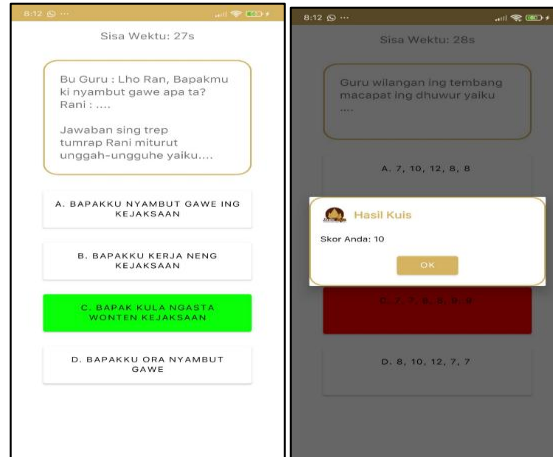 8:12 ...
Sisa Wektu: 27s
Bu Guru : Lho Ran, Bapakmu
ki nyambut gawe apa ta?
Rani : ....
Jawaban sing trep
tumrap Rani miturut
unggah-ungguhe yaiku....
A. BAPAKKU NYAMBUT GAWE ING
KEJAKSAAN
B. BAPAKKU KERJA NENG
KEJAKSAAN
C. BAPAK KULA NGASTA
WONTEN KEJAKSAAN
D. BAPAKKU ORA NYAMBUT
GAWE
8:12 ...
Sisa Wektu: 28s
Guru wilangan ing tembang
macapat ing dhuwur yaiku
....
A. 7, 10, 12, 8, 8
Hasil Kuis
Skor Anda: 10
OK
D. 8, 10, 12, 7, 7